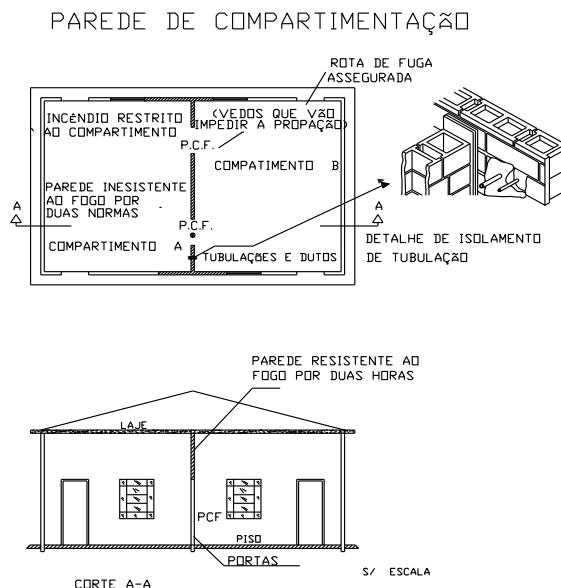 PAREDE DE COMPARTIMENTAÇÃO
ROTA DE FUGA
ASSEGURADA
INCÊNDIO RESTRITO
AO COMPARTIMENTO
(VEDOS QUE VÃO
IMPEDIR A PROPAÇÃO)
P.C.F.
COMPATIMENTO B
PAREDE INESISTENTE
AO FOGO POR
DUAS NORMAS
A
A
P.C.F.
COMPARTIMENTO A
TUBULAÇÕES E DUTOS
DETALHE DE ISOLAMENTO
DE TUBULAÇÃO
PAREDE RESISTENTE AO
FOGO POR DUAS HORAS
LAJE
PCF
PISO
PORTAS
S/ ESCALA
CORTE A-A